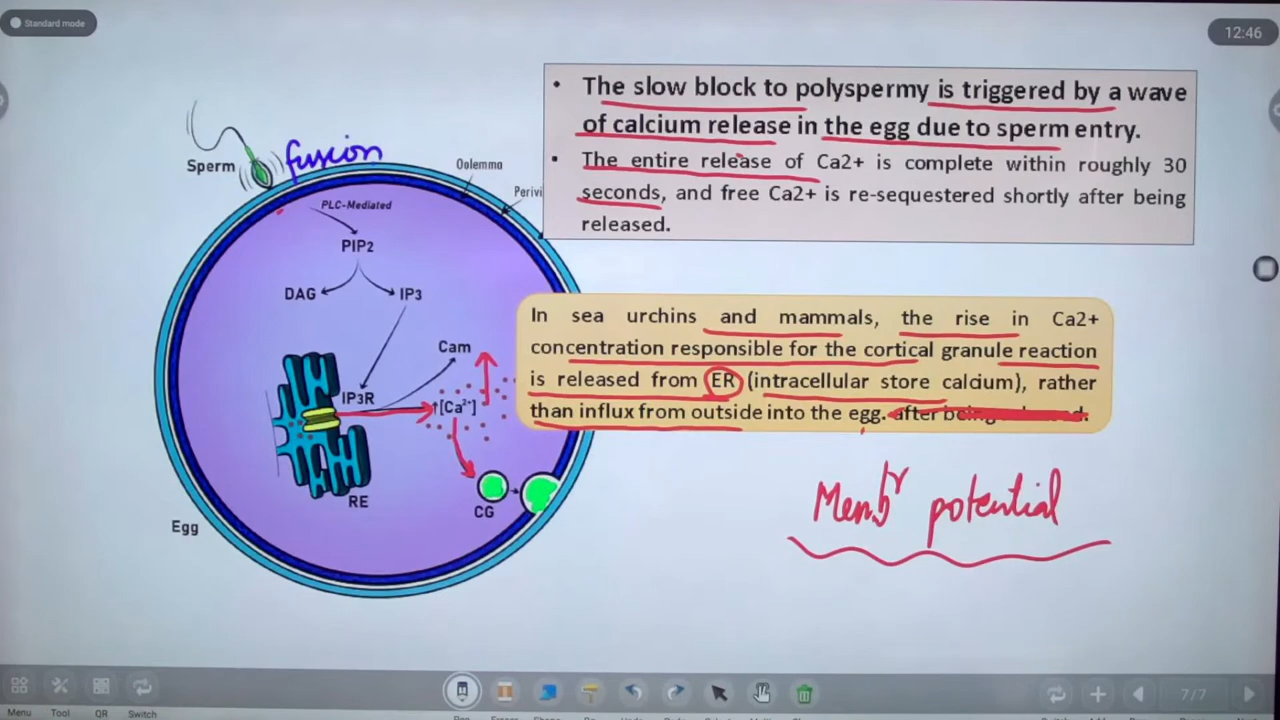 Standard mode
12:46
• The slow block to polyspermy is triggered by a wave
of calcium release in the egg due to sperm entry.
• The entire release of Ca2+ is complete within roughly 30
seconds, and free Ca2+ is re-sequestered shortly after being
released.
Sperm
fusion
Oolemma
Perivi
PLC-Mediated
PIP2
DAG
IP3
Cam
IP3R
↑[Ca²⁺]
RE
CG
Egg
In sea urchins and mammals, the rise in Ca2+
concentration responsible for the cortical granule reaction
is released from ER (intracellular store calcium), rather
than influx from outside into the egg. after being released.
Membr potential
Menu
Tool
QR
Switch
7/7